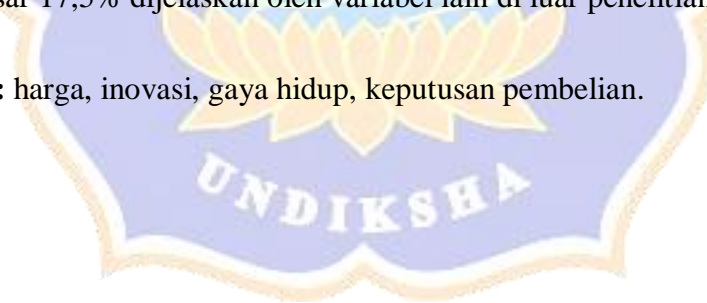 sar 17,5% dijelaskan oleh variabel lain di luar penelitian
: harga, inovasi, gaya hidup, keputusan pembelian.
UNDIKSHA